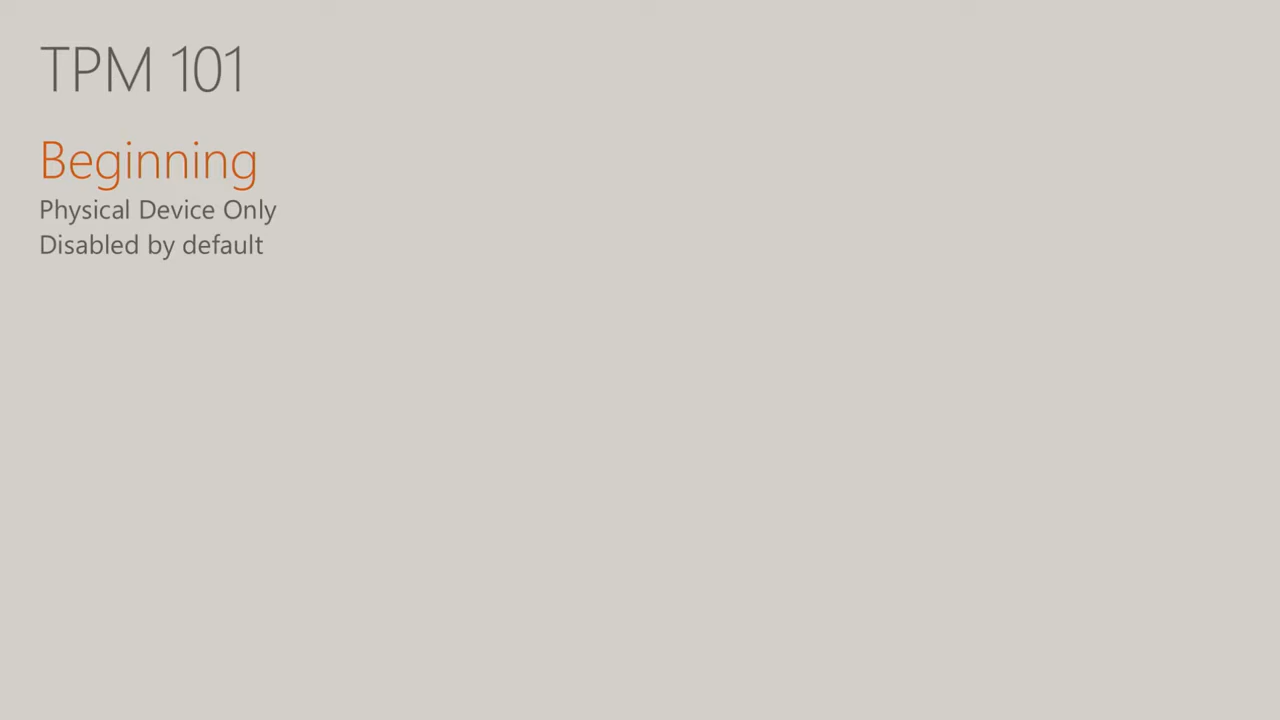 TPM 101
Beginning
Physical Device Only
Disabled by default